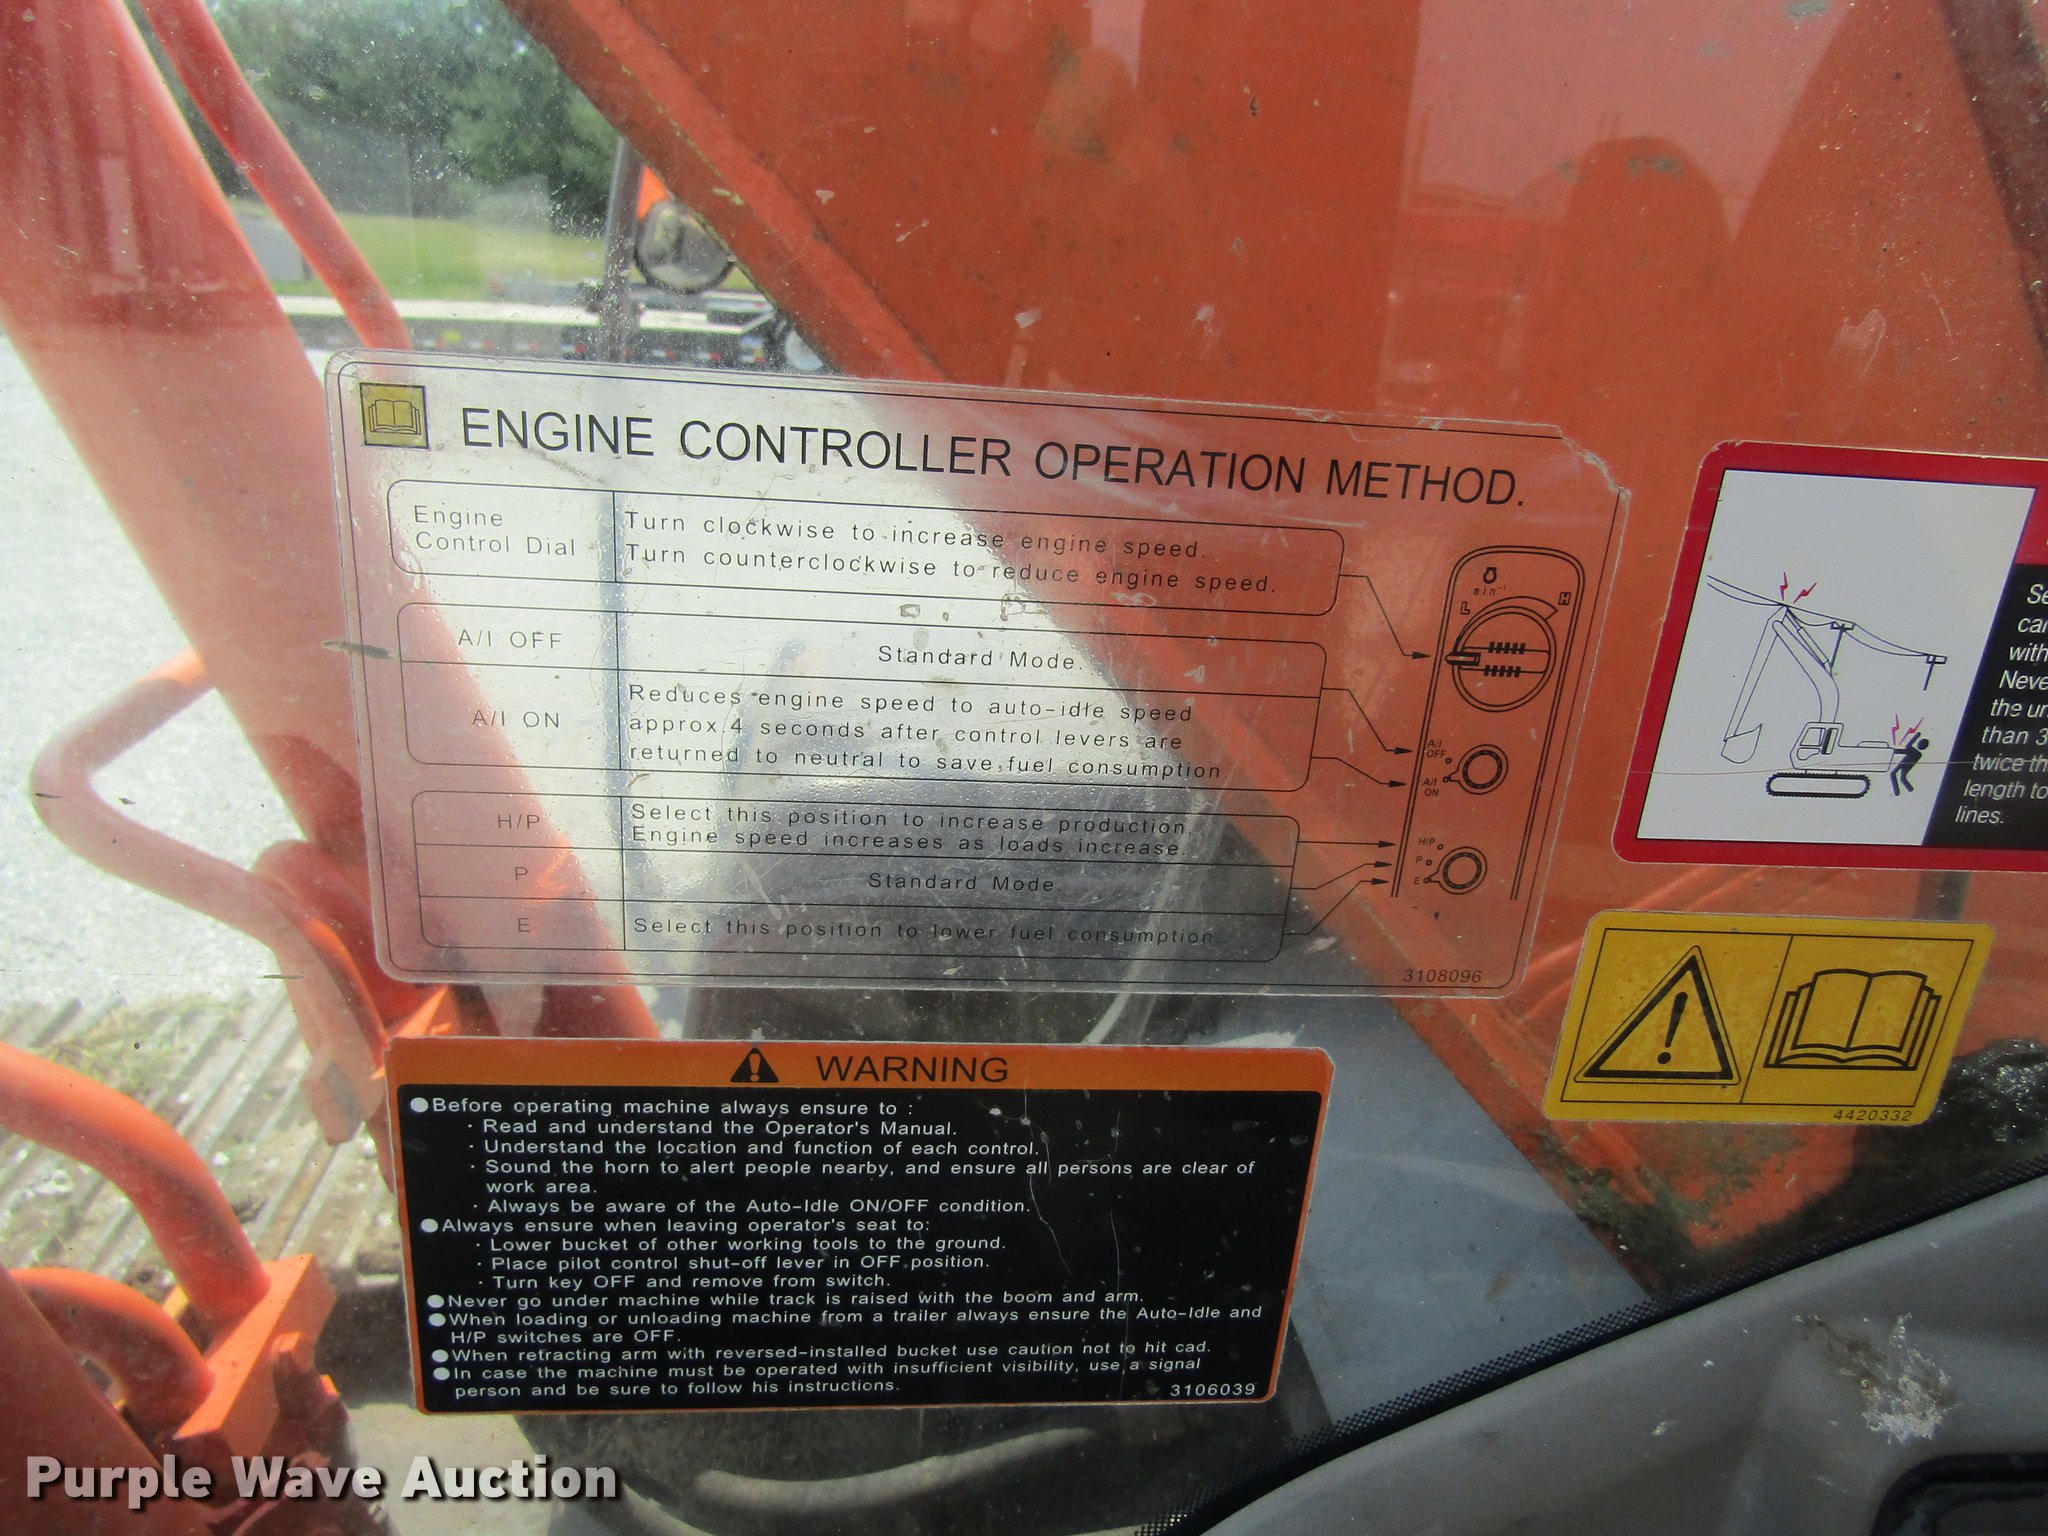 ENGINE CONTROLLER OPERATION METHOD.
Engine
Control Dial
Turn clockwise to increase engine speed.
Turn counterclockwise to reduce engine speed.
A/I OFF
Standard Mode.
A/I ON
Reduces engine speed to auto-idle speed
approx.4 seconds after control levers are
returned to neutral to save fuel consumption.
H/P
Select this position to increase production.
Engine speed increases as loads increase.
P
Standard Mode.
E
Select this position to lower fuel consumption.
min⁻¹
L
H
A/I
OFF
A/I
ON
H/P
P
E
3108096
WARNING
●Before operating machine always ensure to :
· Read and understand the Operator's Manual.
· Understand the location and function of each control.
· Sound the horn to alert people nearby, and ensure all persons are clear of
work area.
· Always be aware of the Auto-Idle ON/OFF condition.
●Always ensure when leaving operator's seat to:
· Lower bucket of other working tools to the ground.
· Place pilot control shut-off lever in OFF position.
· Turn key OFF and remove from switch.
●Never go under machine while track is raised with the boom and arm.
●When loading or unloading machine from a trailer always ensure the Auto-Idle and
H/P switches are OFF.
●When retracting arm with reversed-installed bucket use caution not to hit cad.
●In case the machine must be operated with insufficient visibility, use a signal
person and be sure to follow his instructions.
3106039
Se
can
with
Neve
the un
than 3
twice th
length to
lines.
4420332
Purple Wave Auction